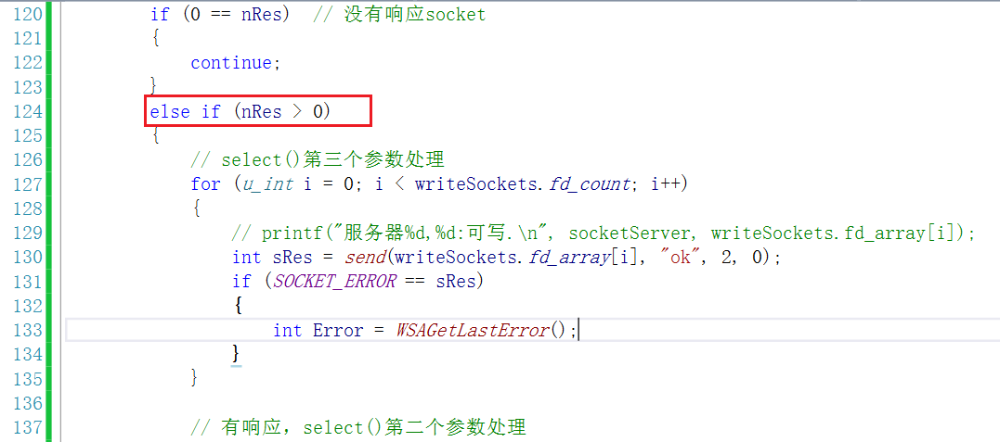 120 if (0 == nRes)  // 没有响应socket
121 {
122 continue;
123 }
124 else if (nRes > 0)
125 {
126 // select()第三个参数处理
127 for (u_int i = 0; i < writeSockets.fd_count; i++)
128 {
129 // printf("服务器%d,%d:可写.\n", socketServer, writeSockets.fd_array[i]);
130 int sRes = send(writeSockets.fd_array[i], "ok", 2, 0);
131 if (SOCKET_ERROR == sRes)
132 {
133 int Error = WSAGetLastError();
134 }
135 }
136
137 // 有响应，select()第二个参数处理